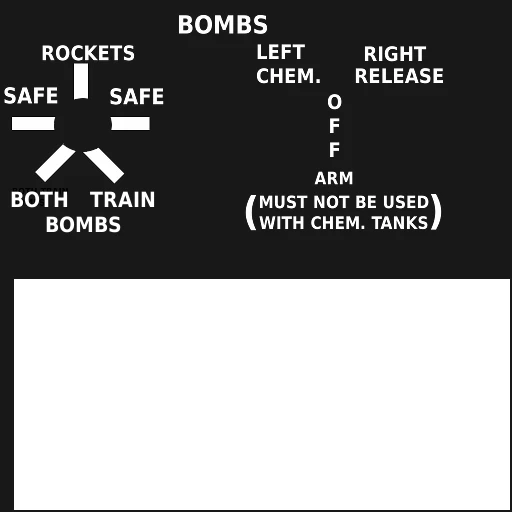 BOMBS
ROCKETS
SAFE SAFE
BOTH TRAIN
BOMBS
LEFT RIGHT
CHEM. RELEASE
O
F
F
ARM
(MUST NOT BE USED
WITH CHEM. TANKS)